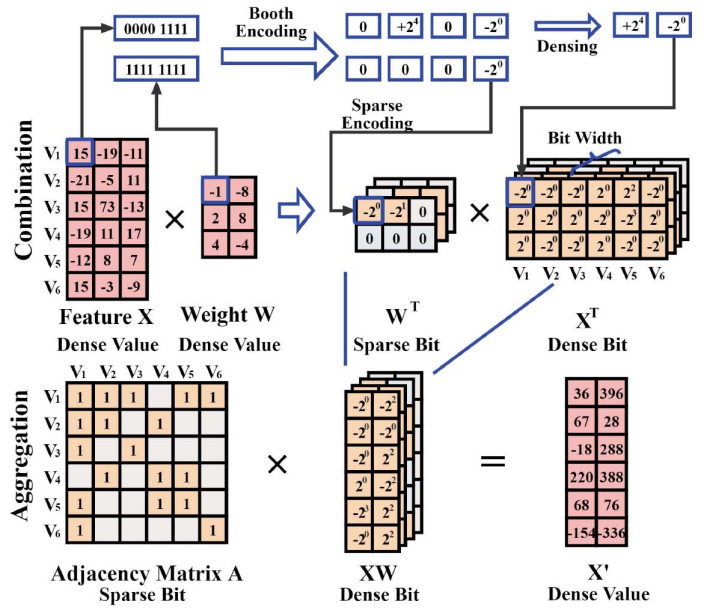 Booth
Encoding
0000 1111
1111 1111
0 +2⁴ 0 -2⁰
0 0 0 -2⁰
Densing
+2⁴ -2⁰
Sparse
Encoding
Bit Width
Combination
V₁ 15 -19 -11
V₂ -21 -5 11
V₃ 15 73 -13
V₄ -19 11 17
V₅ -12 8 7
V₆ 15 -3 -9
×
-1 -8
2 8
4 -4
-2⁰ -2¹ 0
0 0 0
×
-2⁰ -2⁰ -2⁰ 2⁰ 2² -2⁰
2⁰ -2⁰ -2⁰ -2⁰ -2³ 2⁰
2⁰ -2⁰ -2⁰ 2⁰ -2⁰ -2⁰
V₁ V₂ V₃ V₄ V₅ V₆
Feature X
Dense Value
Weight W
Dense Value
Wᵀ
Sparse Bit
Xᵀ
Dense Bit
Aggregation
V₁ V₂ V₃ V₄ V₅ V₆
V₁ 1 1 1 1 1
V₂ 1 1 1
V₃ 1 1
V₄ 1 1 1
V₅ 1 1 1
V₆ 1 1
×
-2⁰ -2²
-2⁰ -2⁰
-2⁰ 2²
2⁰ -2²
-2³ 2²
-2⁰ 2²
=
36 396
67 28
-18 288
220 388
68 76
-154 -336
Adjacency Matrix A
Sparse Bit
XW
Dense Bit
X'
Dense Value